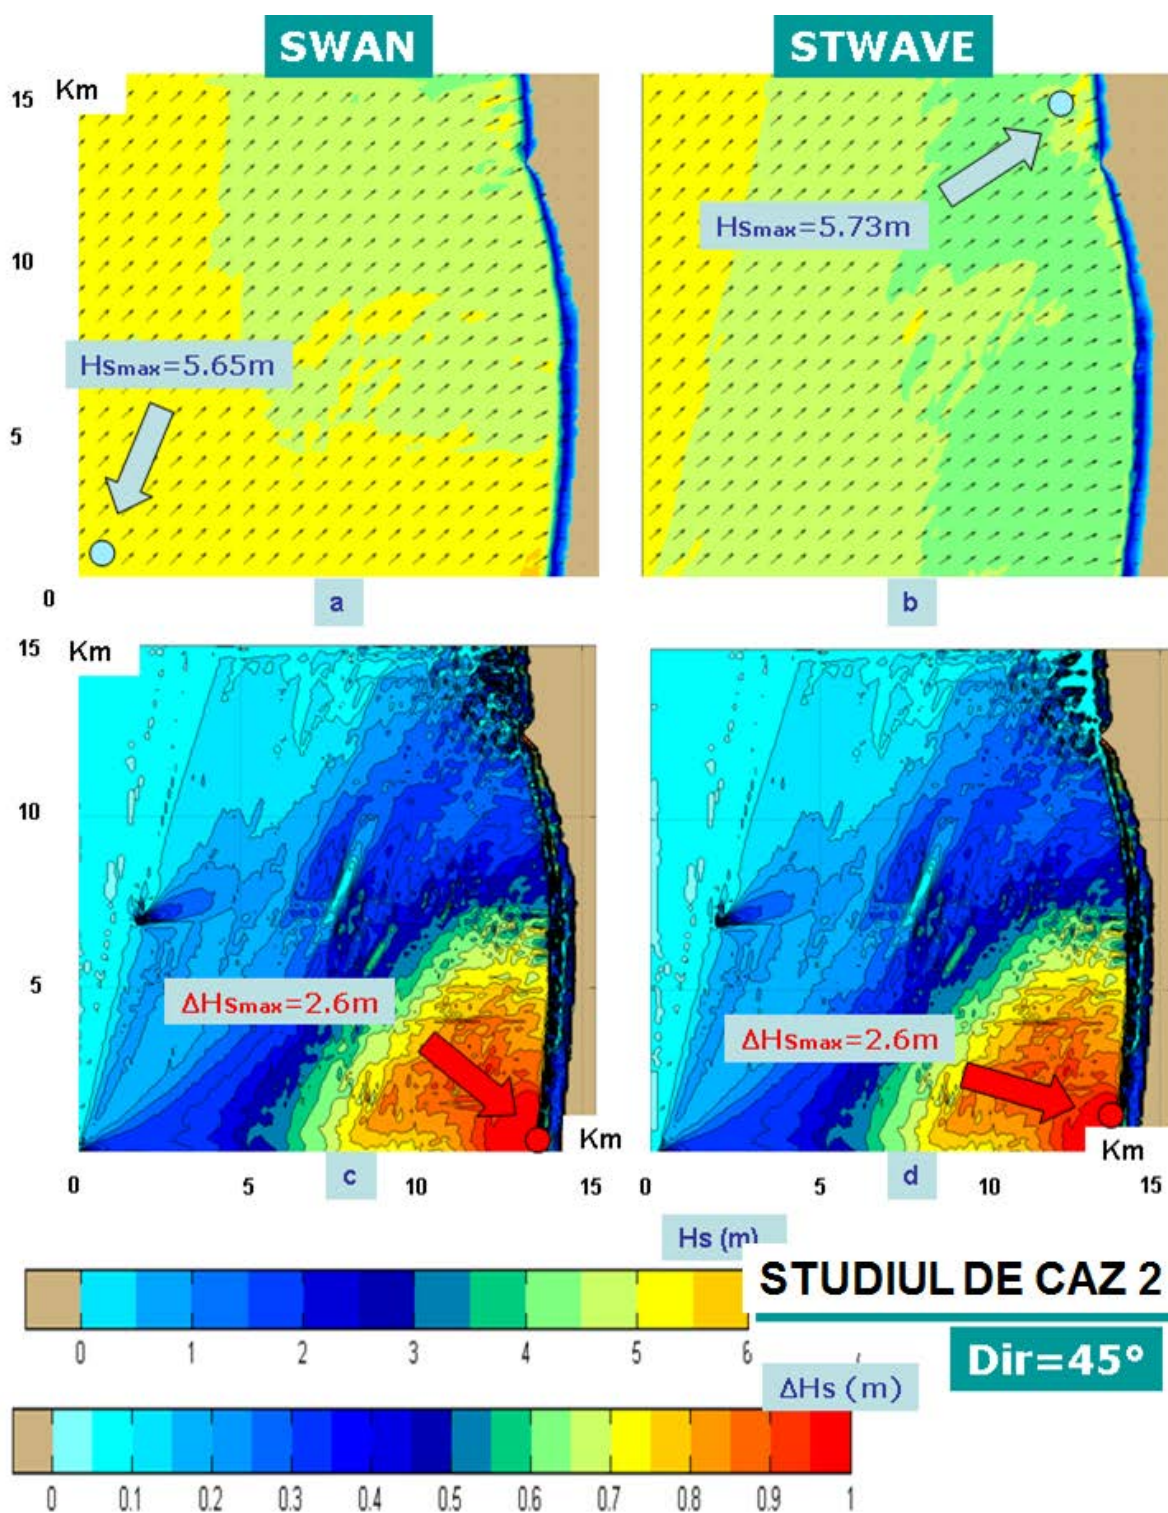 SWAN
STWAVE
Km
15
10
5
0
Hsmax=5.65m
Hsmax=5.73m
a
b
Km
15
10
5
ΔHsmax=2.6m
ΔHsmax=2.6m
Km
Km
0
5
c
10
15
0
5
d
10
15
Hs (m)
STUDIUL DE CAZ 2
0
1
2
3
4
5
6
Dir=45°
ΔHs (m)
0
0.1
0.2
0.3
0.4
0.5
0.6
0.7
0.8
0.9
1